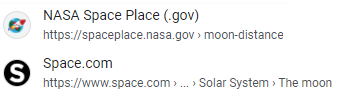 NASA Space Place (.gov)
https://spaceplace.nasa.gov › moon-distance
S Space.com
https://www.space.com › ... › Solar System › The moon